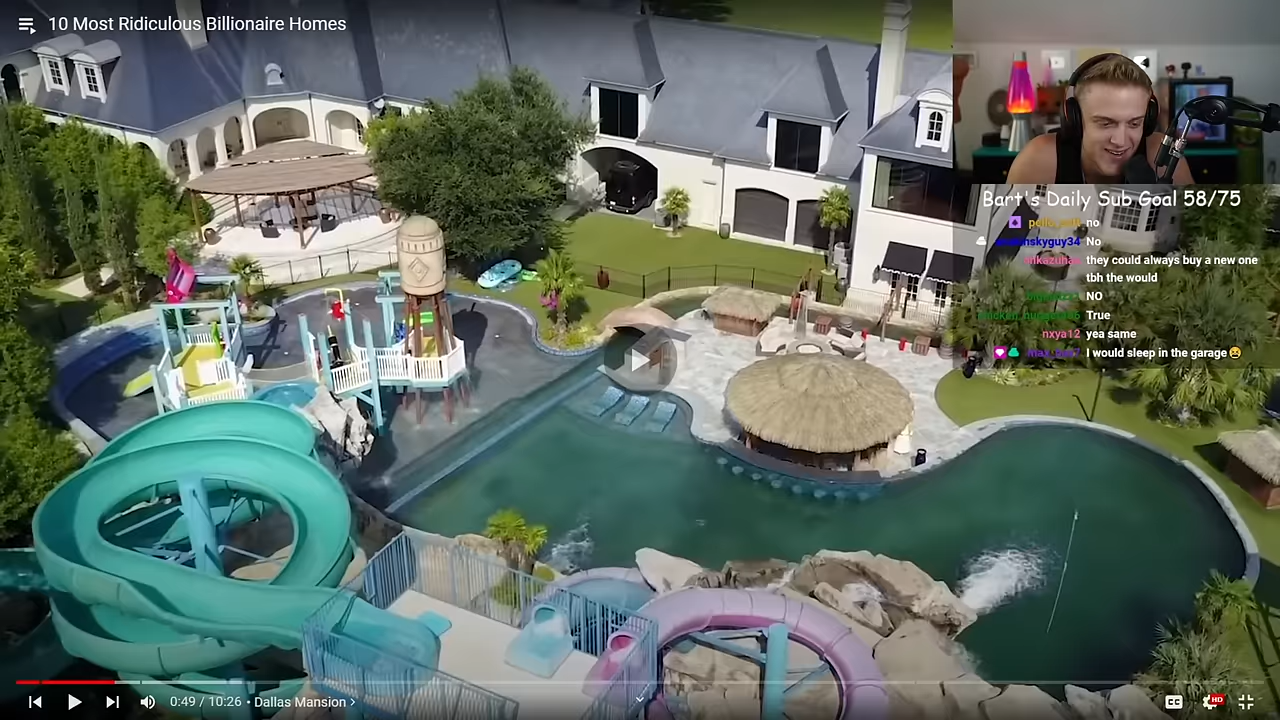 10 Most Ridiculous Billionaire Homes
Bart's Daily Sub Goal 58/75
no
No
they could always buy a new one
tbh the would
NO
True
nxya12 yea same
I would sleep in the garage
0:49 / 10:26 • Dallas Mansion
CC
HD